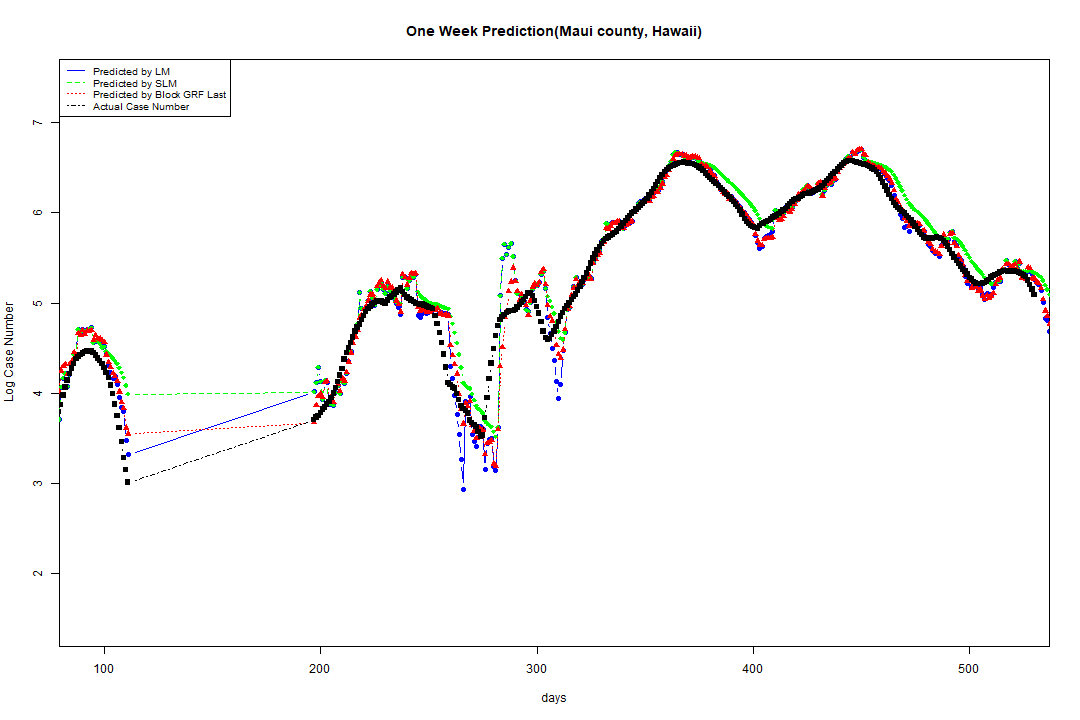 One Week Prediction(Maui county, Hawaii)
Predicted by LM
Predicted by SLM
Predicted by Block GRF Last
Actual Case Number
Log Case Number
7
6
5
4
3
2
100 200 300 400 500
days